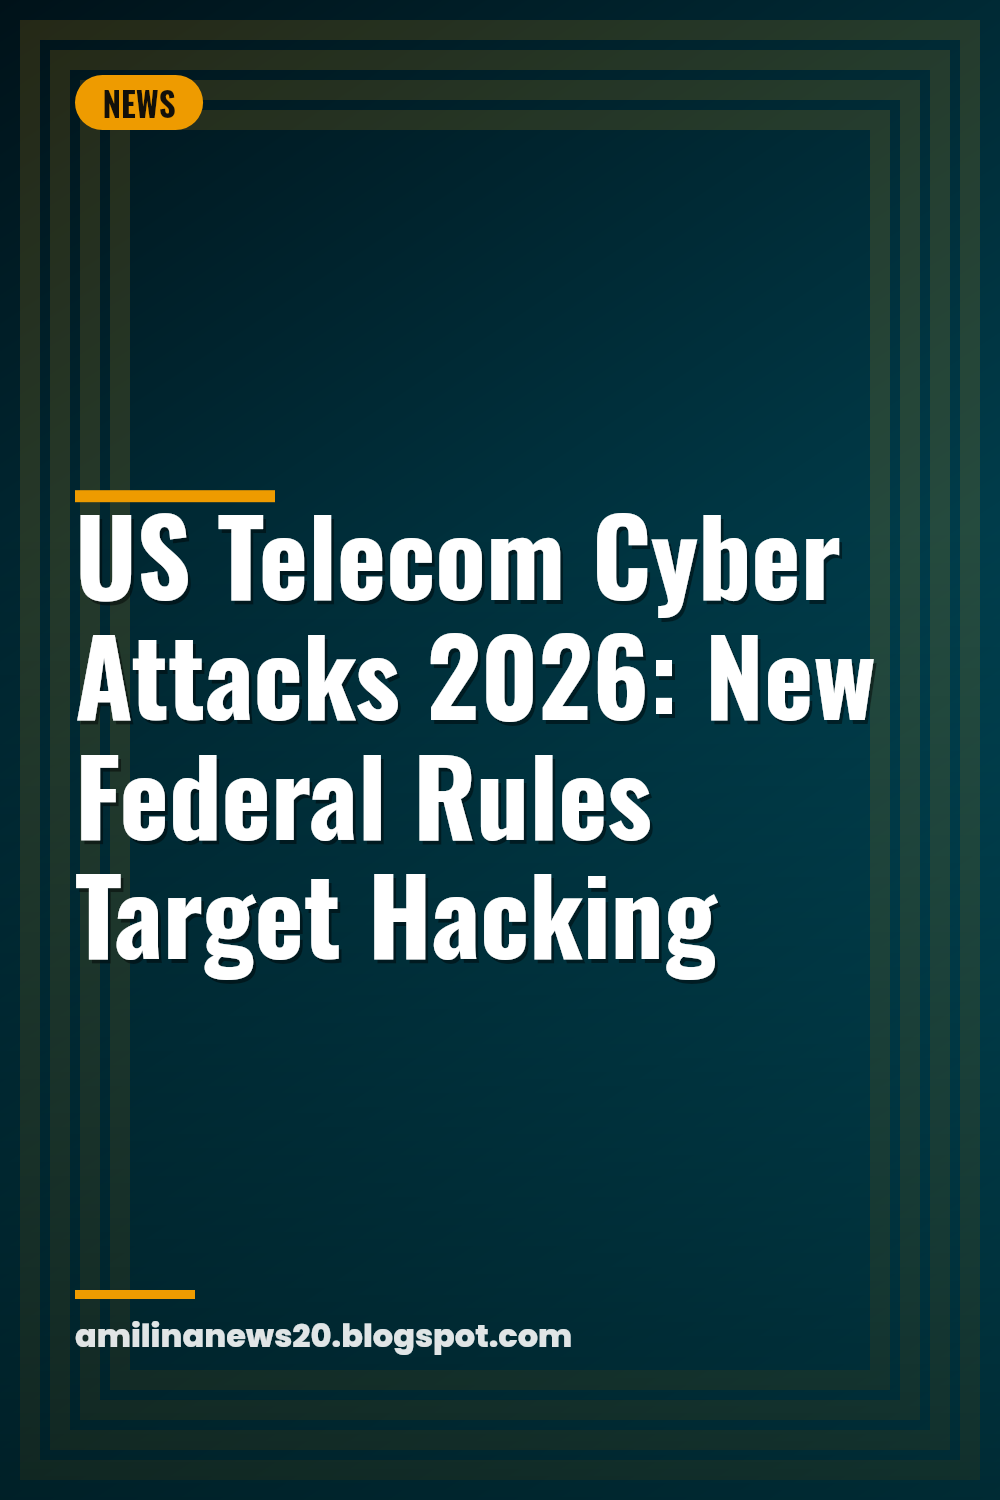 NEWS
US Telecom Cyber
Attacks 2026: New
Federal Rules
Target Hacking
amilinanews20.blogspot.com